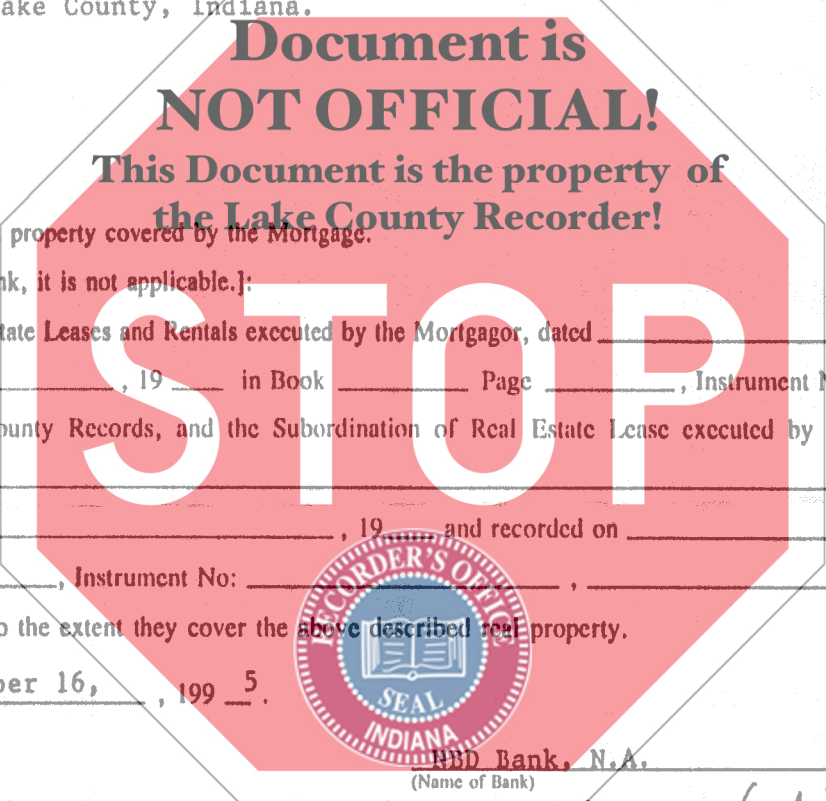 ake County, Indiana.
Document is
NOT OFFICIAL!
This Document is the property of
the Lake County Recorder!
property covered by the Mortgage.
nk, it is not applicable.]:
STOP
tate Leases and Rentals executed by the Mortgagor, dated
, 19 in Book Page , Instrument N
ounty Records, and the Subordination of Real Estate Lease executed by
, 19 and recorded on
, Instrument No: ,
RECORDER'S OFFICE
o the extent they cover the above described real property.
SEAL
ber 16, , 199 5.
INDIANA
NBD Bank, N.A.
(Name of Bank)